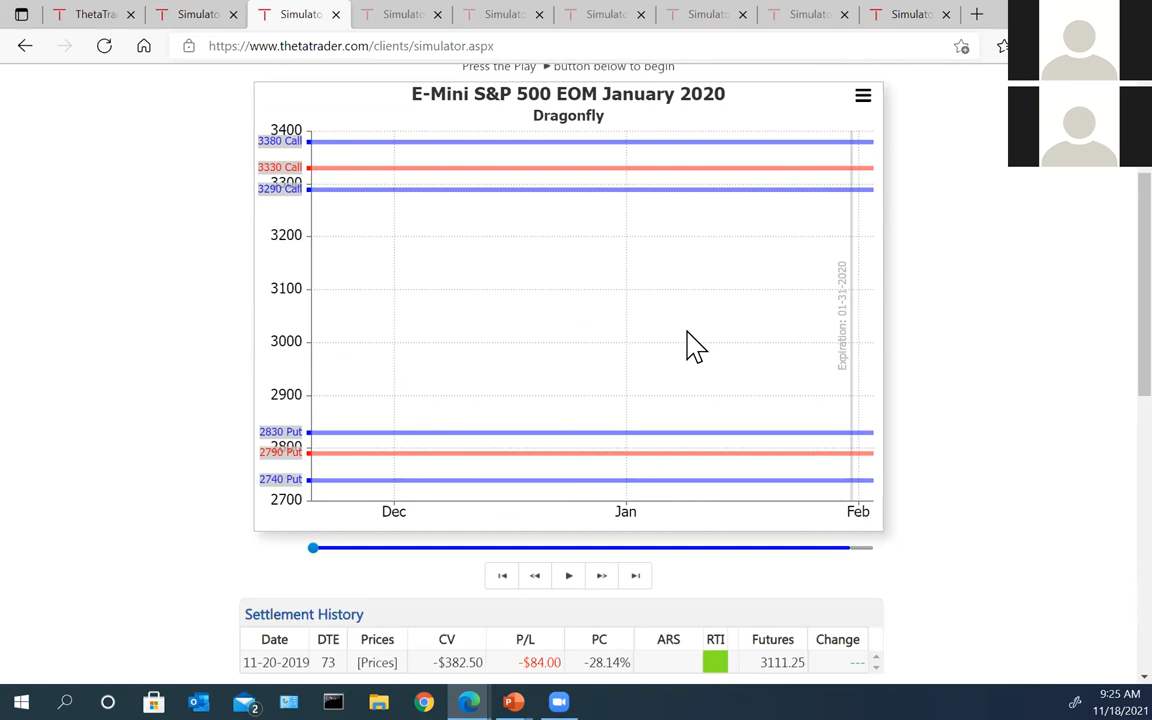 ThetaTra
Simulato
Simulato
Simulato
Simulato
Simulato
Simulato
Simulato
Simulato
https://www.thetatrader.com/clients/simulator.aspx
Press the Play ► button below to begin
E-Mini S&P 500 EOM January 2020
Dragonfly
3400
3380 Call
3330 Call
3300
3290 Call
3200
3100
3000
2900
2830 Put
2800
2790 Put
2740 Put
2700
Expiration: 01-31-2020
Dec Jan Feb
Settlement History
Date DTE Prices CV P/L PC ARS RTI Futures Change
11-20-2019 73 [Prices] -$382.50 -$84.00 -28.14% 3111.25 ---
2
9:25 AM
11/18/2021